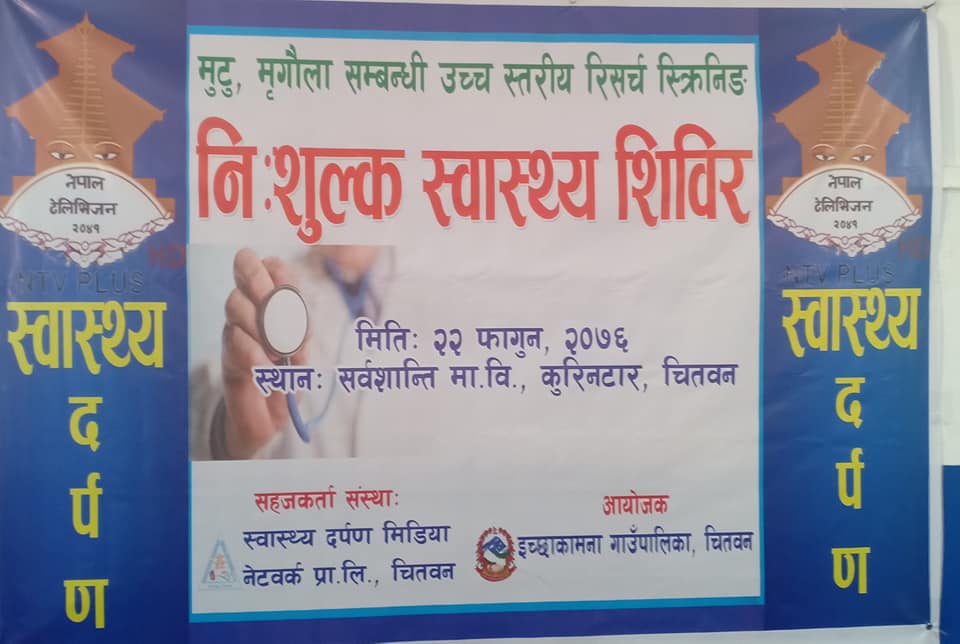 मुटु, मृगौला सम्बन्धी उच्च स्तरीय रिसर्च स्क्रिनिङ
निःशुल्क स्वास्थ्य शिविर
मितिः २२ फागुन, २०७६
स्थानः सर्वशान्ति मा.वि., कुरिनटार, चितवन
सहजकर्ता संस्थाः
स्वास्थ्य दर्पण मिडिया
नेटवर्क प्रा.लि., चितवन
आयोजक
इच्छाकामना गाउँपालिका, चितवन
नेपाल
टेलिभिजन
२०४१
HD
NTV PLUS
स्वास्थ्य
द
र्प
ण
नेपाल
टेलिभिजन
२०४१
HD
NTV PLUS
स्वास्थ्य
द
र्प
ण